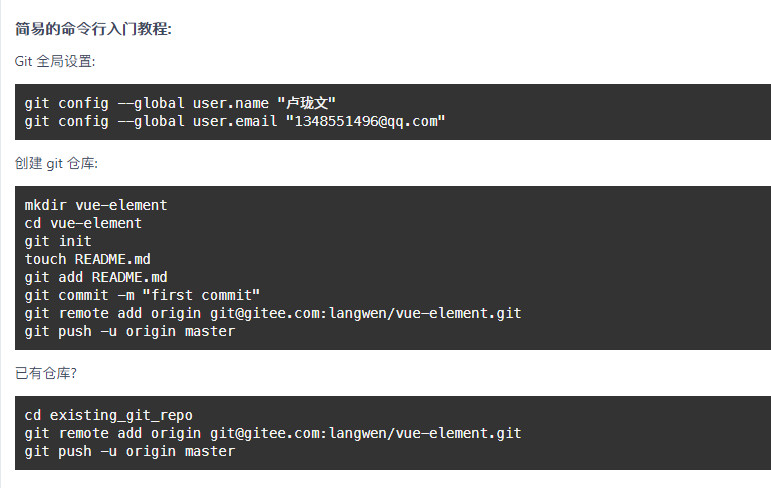 简易的命令行入门教程:
Git 全局设置:
git config --global user.name "卢珑文"
git config --global user.email "1348551496@qq.com"
创建 git 仓库:
mkdir vue-element
cd vue-element
git init
touch README.md
git add README.md
git commit -m "first commit"
git remote add origin git@gitee.com:langwen/vue-element.git
git push -u origin master
已有仓库?
cd existing_git_repo
git remote add origin git@gitee.com:langwen/vue-element.git
git push -u origin master